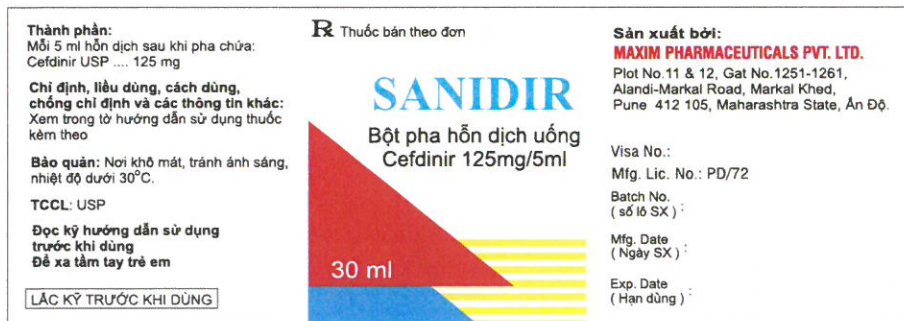 Thành phần:
Mỗi 5 ml hỗn dịch sau khi pha chứa:
Cefdinir USP .... 125 mg
Chỉ định, liều dùng, cách dùng,
chống chỉ định và các thông tin khác:
Xem trong tờ hướng dẫn sử dụng thuốc
kèm theo
Bảo quản: Nơi khô mát, tránh ánh sáng,
nhiệt độ dưới 30°C.
TCCL: USP
Đọc kỹ hướng dẫn sử dụng
trước khi dùng
Để xa tầm tay trẻ em
LẮC KỸ TRƯỚC KHI DÙNG
℞ Thuốc bán theo đơn
SANIDIR
Bột pha hỗn dịch uống
Cefdinir 125mg/5ml
30 ml
Sản xuất bởi:
MAXIM PHARMACEUTICALS PVT. LTD.
Plot No.11 & 12, Gat No.1251-1261,
Alandi-Markal Road, Markal Khed,
Pune 412 105, Maharashtra State, Ấn Độ.
Visa No.:
Mfg. Lic. No.: PD/72
Batch No.
( số lô SX ) :
Mfg. Date
( Ngày SX ) :
Exp. Date
( Hạn dùng ) :